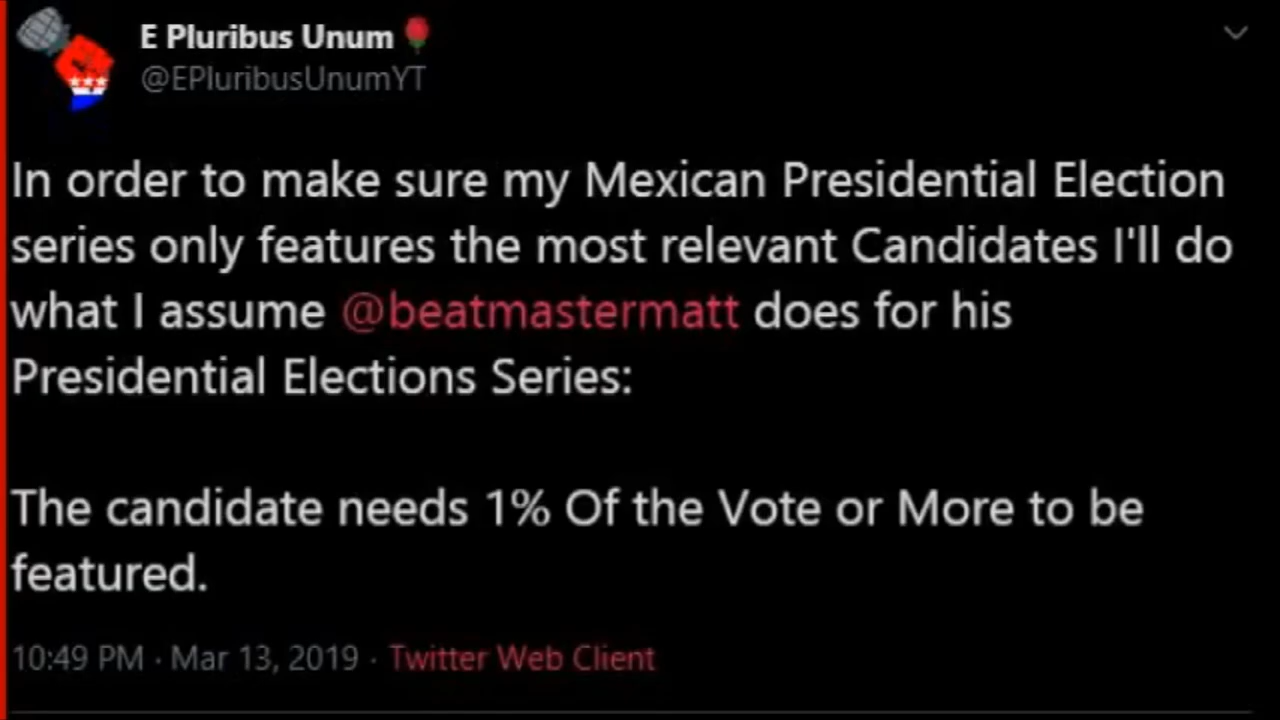 E Pluribus Unum🌹
@EPluribusUnumYT
In order to make sure my Mexican Presidential Election
series only features the most relevant Candidates I'll do
what I assume @beatmastermatt does for his
Presidential Elections Series:
The candidate needs 1% Of the Vote or More to be
featured.
10:49 PM · Mar 13, 2019 · Twitter Web Client